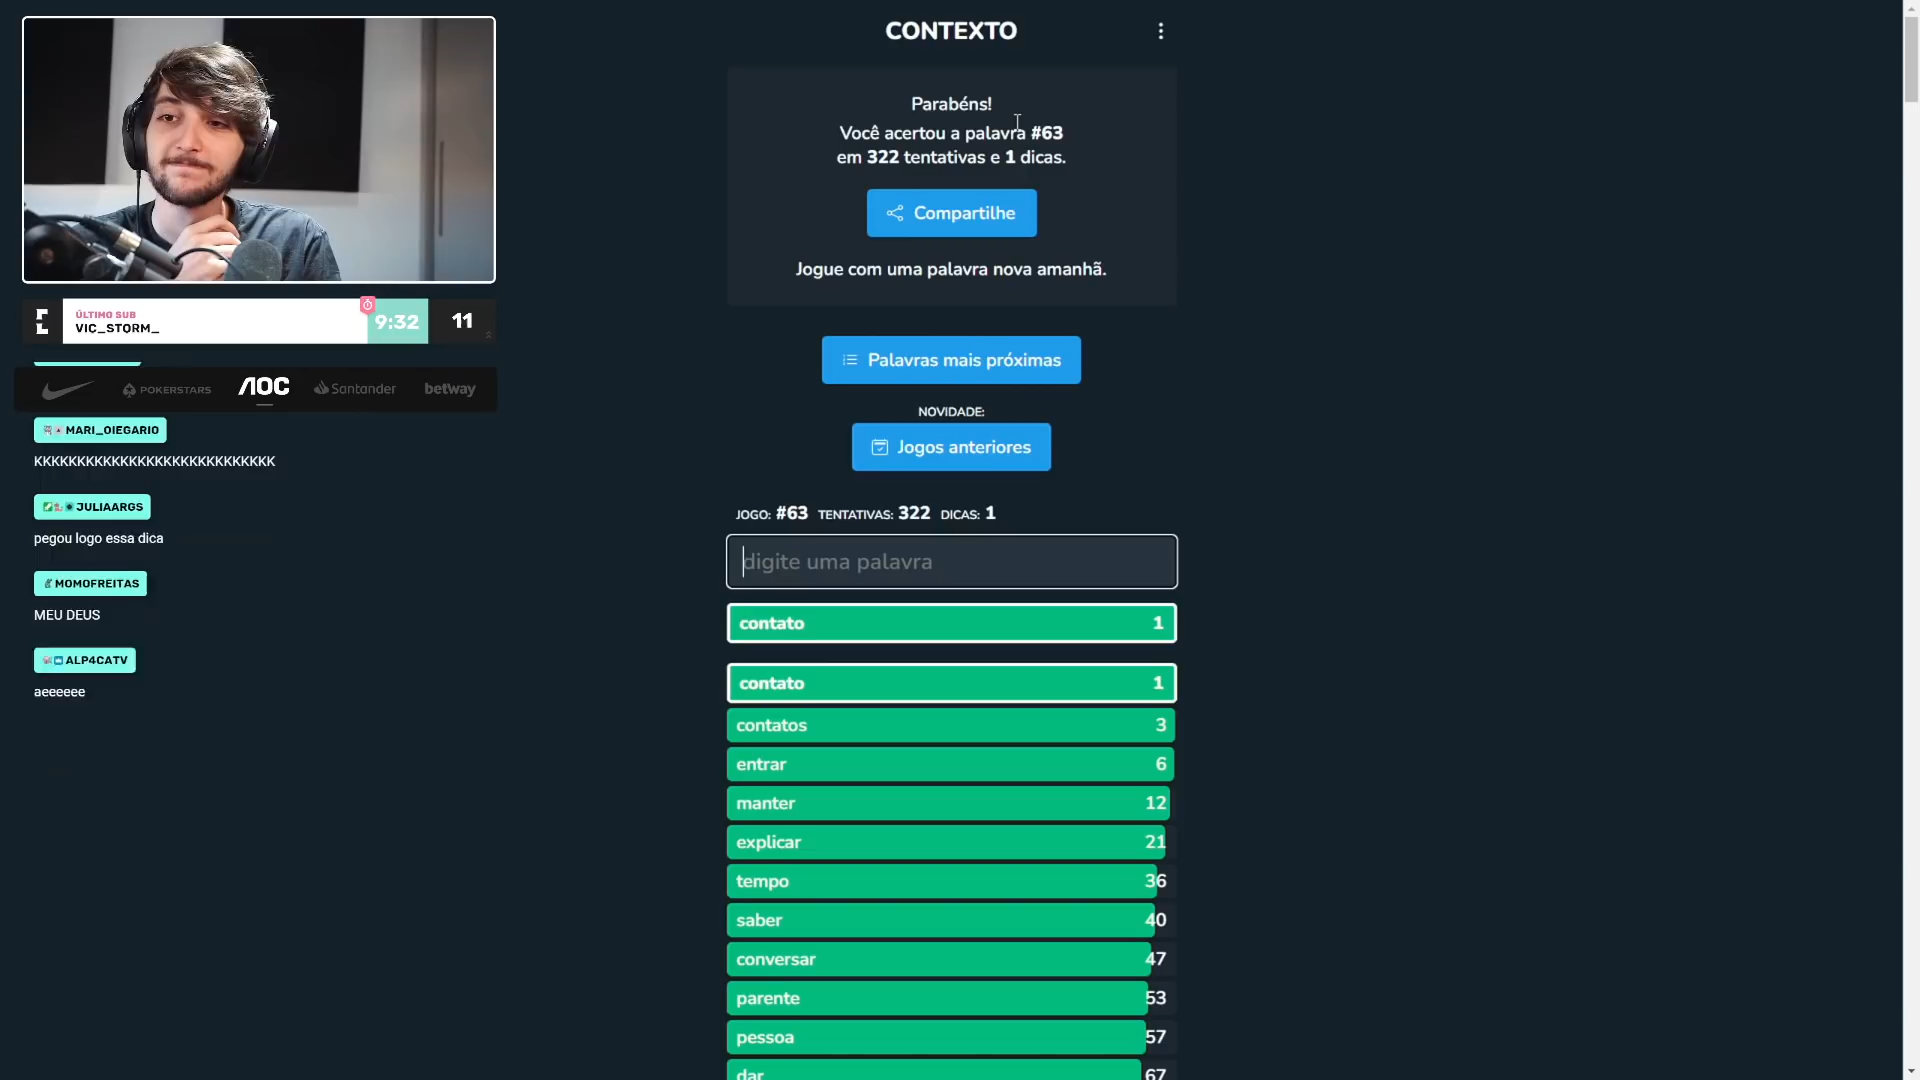 CONTEXTO
Parabéns!
Você acertou a palavra #63
em 322 tentativas e 1 dicas.
Compartilhe
Jogue com uma palavra nova amanhã.
Palavras mais próximas
NOVIDADE:
Jogos anteriores
JOGO: #63 TENTATIVAS: 322 DICAS: 1
digite uma palavra
contato 1
contato 1
contatos 3
entrar 6
manter 12
explicar 21
tempo 36
saber 40
conversar 47
parente 53
pessoa 57
dar 67
ÚLTIMO SUB
VIC_STORM_
9:32
11
POKERSTARS
AOC
Santander
betway
MARI_OIEGARIO
KKKKKKKKKKKKKKKKKKKKKKKKKKK
JULIAARGS
pegou logo essa dica
MOMOFREITAS
MEU DEUS
ALP4CATV
aeeeeee